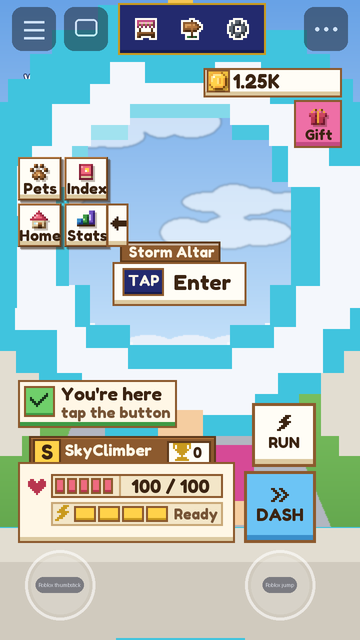 1.25K
Gift
Pets
Index
Home
Stats
Storm Altar
TAP
Enter
You're here
tap the button
S
SkyClimber
0
100 / 100
Ready
RUN
DASH
Roblox thumbstick
Roblox jump